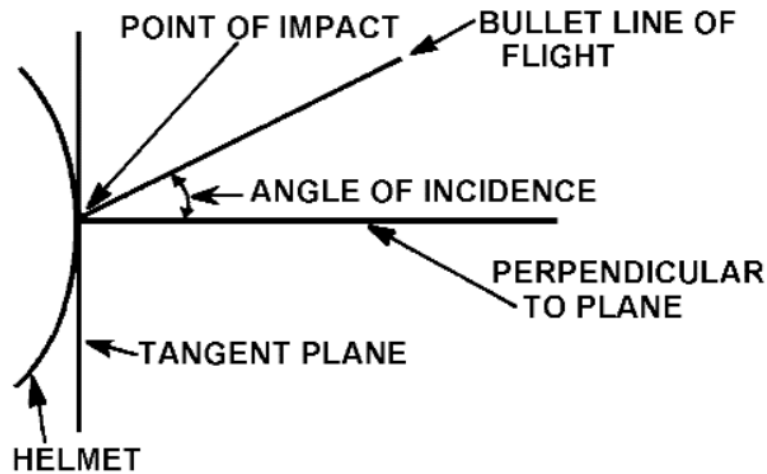 POINT OF IMPACT
BULLET LINE OF
FLIGHT
ANGLE OF INCIDENCE
PERPENDICULAR
TO PLANE
TANGENT PLANE
HELMET